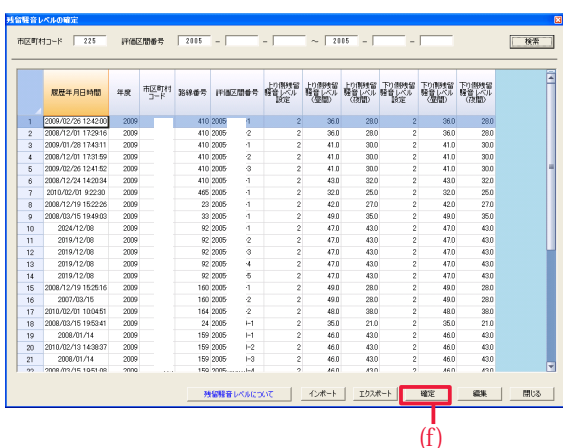 残留騒音レベルの確定
市区町村コード 225 評価区間番号 2005 - - ~ 2005 - - 検索
履歴年月日時間 年度 市区町村コード 路線番号 評価区間番号 上り側残留騒音レベル設定 上り側残留騒音レベル(昼間) 上り側残留騒音レベル(夜間) 下り側残留騒音レベル設定 下り側残留騒音レベル(昼間) 下り側残留騒音レベル(夜間)
1 2009/02/26 12:42:00 2009 410 2005 -1 2 36.0 28.0 2 36.0 28.0
2 2008/12/01 17:29:16 2009 410 2005 -2 2 36.0 28.0 2 36.0 28.0
3 2009/01/28 17:43:11 2009 410 2005 -1 2 41.0 30.0 2 41.0 30.0
4 2008/12/01 17:31:59 2009 410 2005 -2 2 41.0 30.0 2 41.0 30.0
5 2009/02/26 12:41:52 2009 410 2005 -3 2 41.0 30.0 2 41.0 30.0
6 2008/12/24 14:20:34 2009 410 2005 -1 2 43.0 32.0 2 43.0 32.0
7 2010/02/01 9:22:30 2009 465 2005 -1 2 32.0 25.0 2 32.0 25.0
8 2008/12/19 15:22:26 2009 23 2005 -1 2 42.0 27.0 2 42.0 27.0
9 2008/03/15 19:49:03 2009 33 2005 -1 2 49.0 35.0 2 49.0 35.0
10 2024/12/08 2009 92 2005 -1 2 47.0 43.0 2 47.0 43.0
11 2019/12/08 2009 92 2005 -2 2 47.0 43.0 2 47.0 43.0
12 2019/12/08 2009 92 2005 -3 2 47.0 43.0 2 47.0 43.0
13 2019/12/08 2009 92 2005 -4 2 47.0 43.0 2 47.0 43.0
14 2019/12/08 2009 92 2005 -5 2 47.0 43.0 2 47.0 43.0
15 2008/12/19 15:25:16 2009 160 2005 -1 2 49.0 28.0 2 49.0 28.0
16 2007/03/15 2009 160 2005 -2 2 49.0 28.0 2 49.0 28.0
17 2010/02/01 10:04:51 2009 164 2005 -2 2 48.0 38.0 2 48.0 38.0
18 2008/03/15 19:53:41 2009 24 2005 -1 2 35.0 21.0 2 35.0 21.0
19 2008/01/14 2009 159 2005 -1 2 46.0 43.0 2 46.0 43.0
20 2010/02/13 14:38:37 2009 159 2005 -2 2 46.0 43.0 2 46.0 43.0
21 2008/01/14 2009 159 2005 -3 2 46.0 43.0 2 46.0 43.0
22 2008/03/15 19:51:08 2009 159 2005 -4 2 46.0 43.0 2 46.0 43.0
残留騒音レベルについて インポート エクスポート 確定 編集 閉じる
(f)